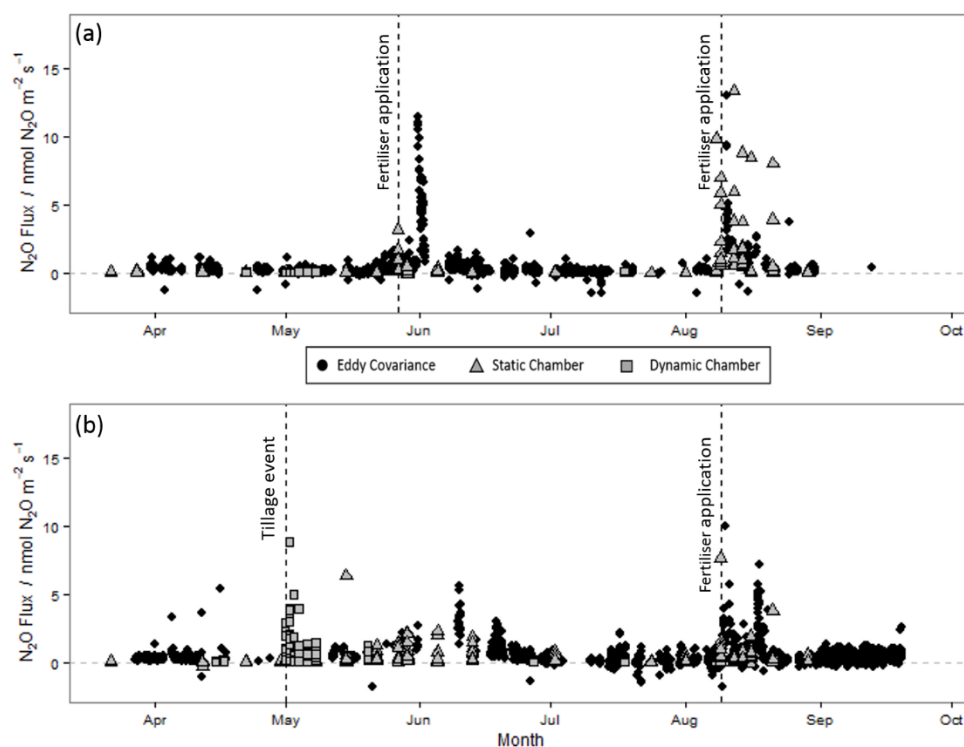 (a)
N₂O Flux / nmol N₂O m⁻² s⁻¹
15
10
5
0
Fertiliser application
Fertiliser application
Apr May Jun Jul Aug Sep Oct
Eddy Covariance Static Chamber Dynamic Chamber
(b)
N₂O Flux / nmol N₂O m⁻² s⁻¹
15
10
5
0
Tillage event
Fertiliser application
Apr May Jun Jul Aug Sep Oct
Month